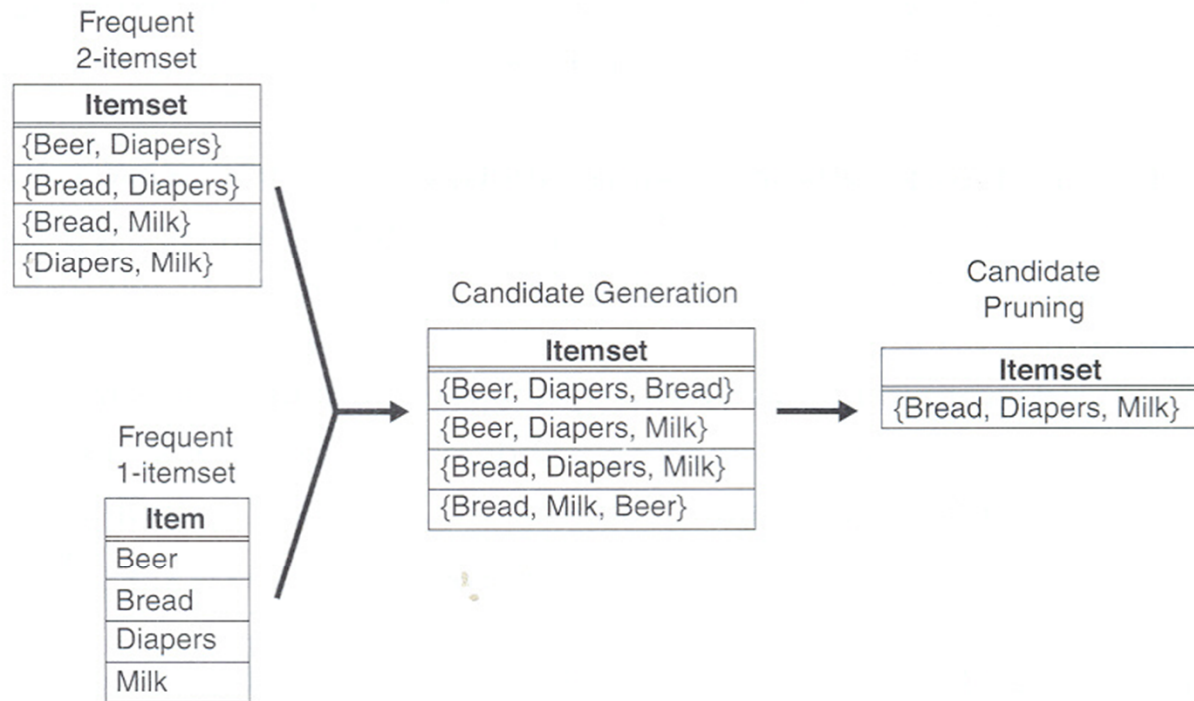 Frequent
2-itemset
Itemset
{Beer, Diapers}
{Bread, Diapers}
{Bread, Milk}
{Diapers, Milk}
Frequent
1-itemset
Item
Beer
Bread
Diapers
Milk
Candidate Generation
Itemset
{Beer, Diapers, Bread}
{Beer, Diapers, Milk}
{Bread, Diapers, Milk}
{Bread, Milk, Beer}
Candidate
Pruning
Itemset
{Bread, Diapers, Milk}